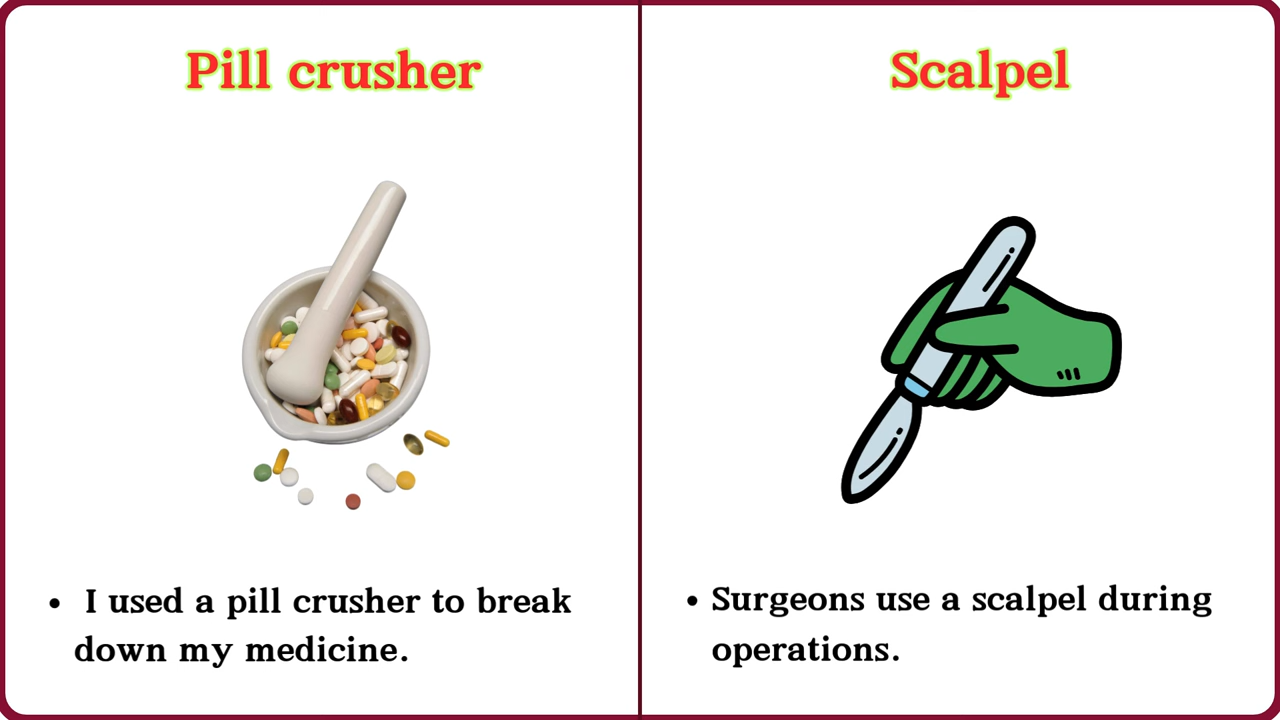 Pill crusher
• I used a pill crusher to break
down my medicine.
Scalpel
• Surgeons use a scalpel during
operations.